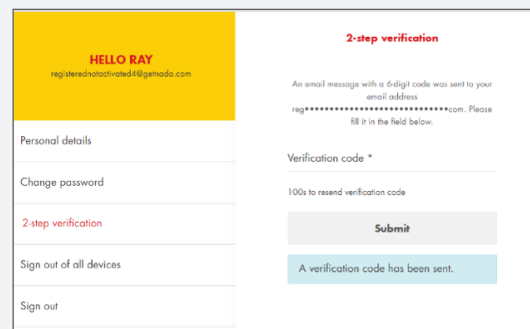 HELLO RAY
registerednotactivated4@getnada.com
Personal details
Change password
2-step verification
Sign out of all devices
Sign out
2-step verification
An email message with a 6-digit code was sent to your
email address
reg•••••••••••••••••••••••••••••com. Please
fill it in the field below.
Verification code *
100s to resend verification code
Submit
A verification code has been sent.